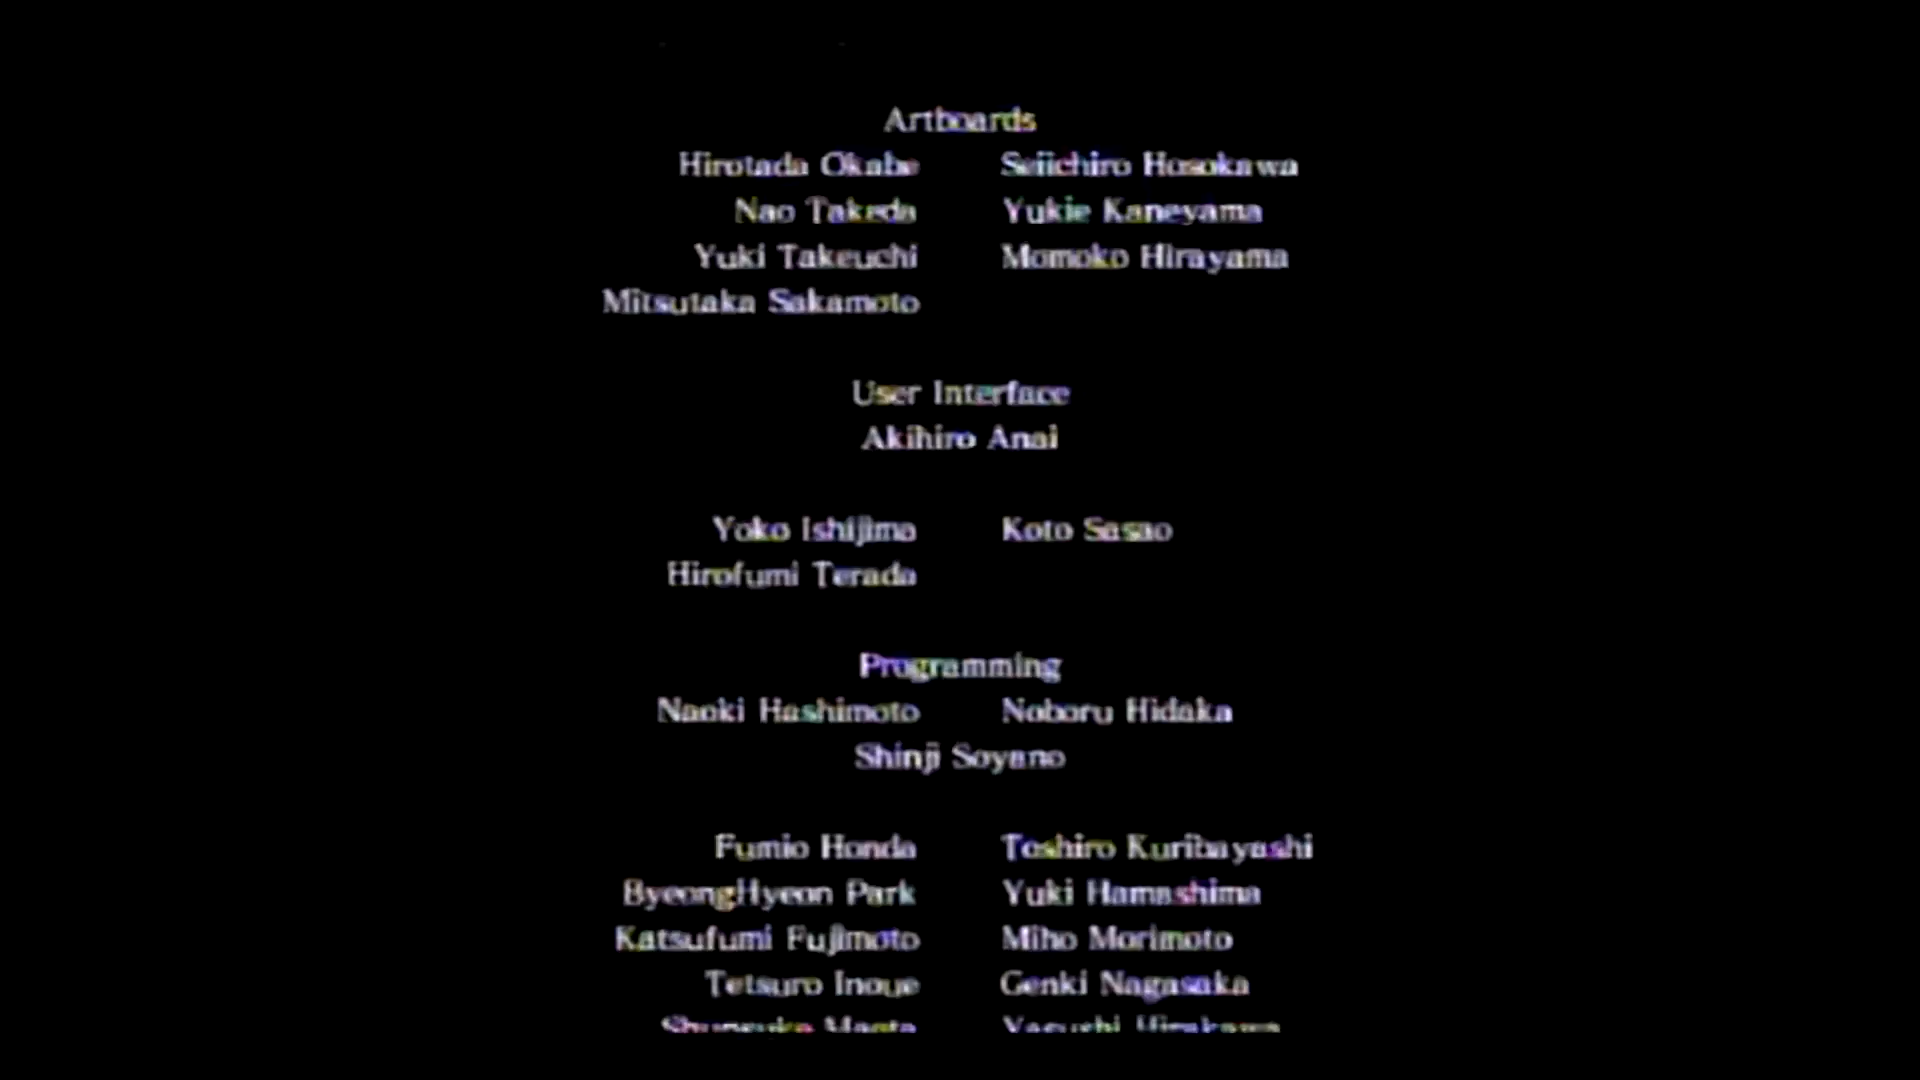 Artboards
Hirotada Okabe Seiichiro Hosokawa
Nao Takeda Yukie Kaneyama
Yuki Takeuchi Momoko Hirayama
Mitsutaka Sakamoto
User Interface
Akihiro Anai
Yoko Ishijima Koto Sasao
Hirofumi Terada
Programming
Naoki Hashimoto Noboru Hidaka
Shinji Soyano
Fumio Honda Toshiro Kuribayashi
ByeongHyeon Park Yuki Hamashima
Katsufumi Fujimoto Miho Morimoto
Tetsuro Inoue Genki Nagasaka
Yasushi Hirakawa